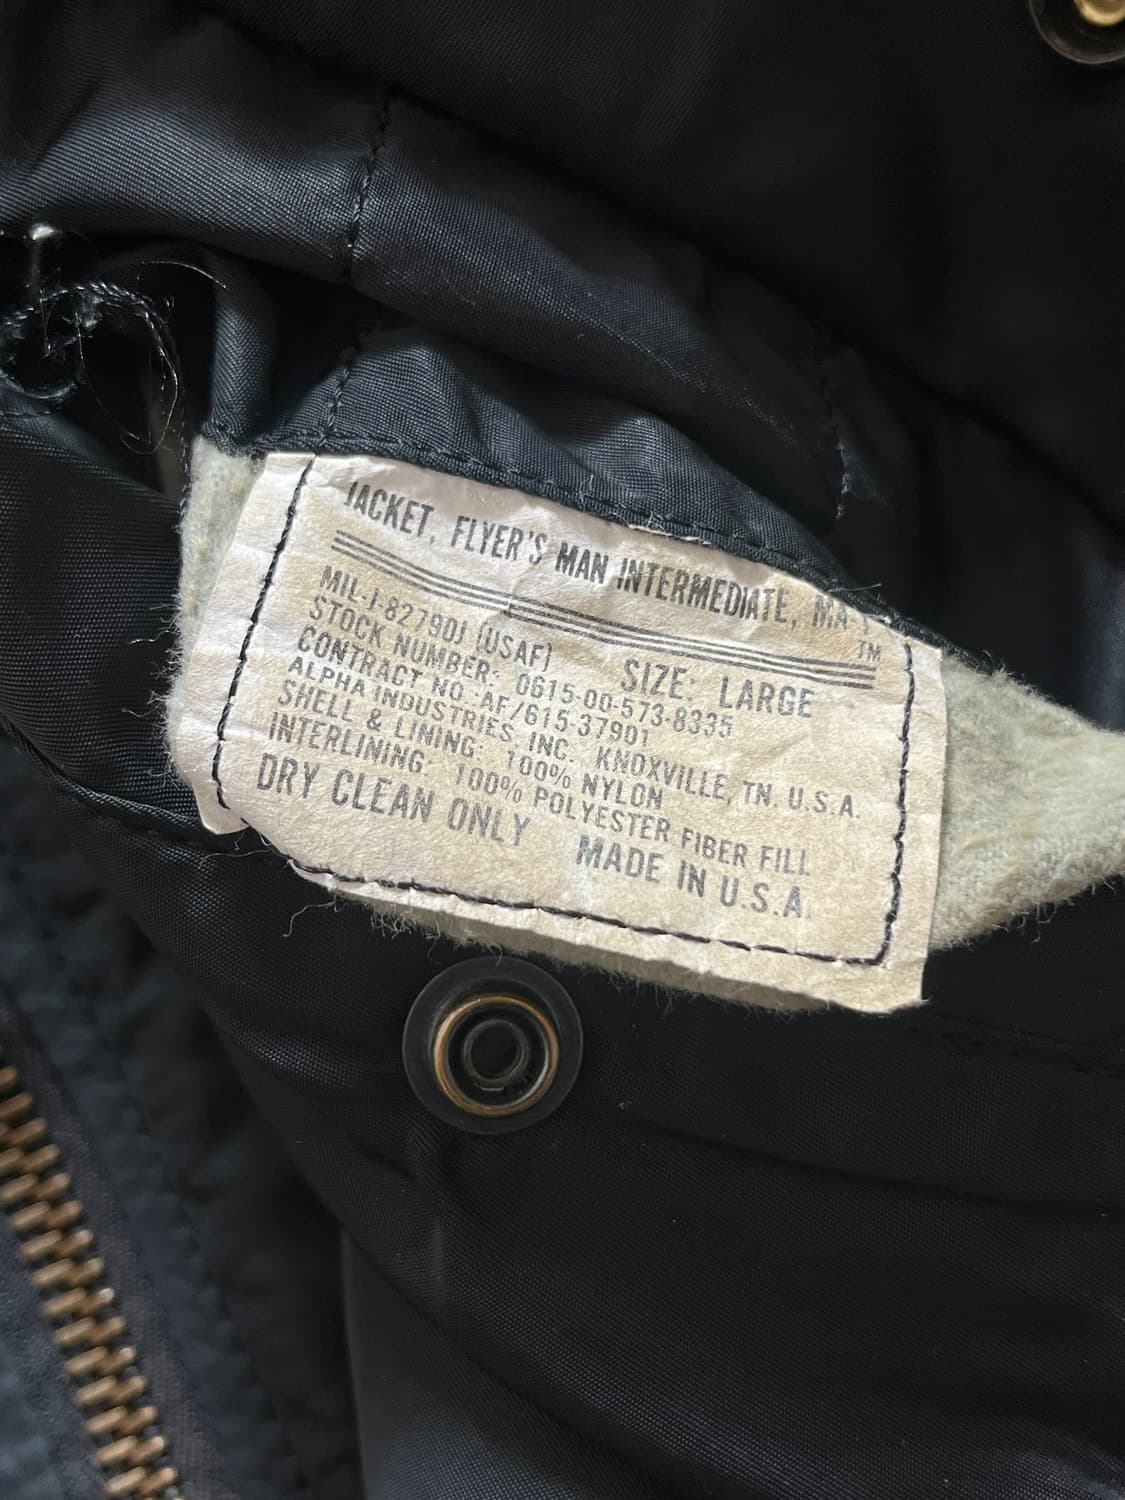 JACKET, FLYER'S MAN INTERMEDIATE, MA-1
TM
MIL-J-82790J (USAF) SIZE: LARGE
STOCK NUMBER: 0615-00-573-8335
CONTRACT NO. AF/615-37901
ALPHA INDUSTRIES INC. KNOXVILLE, TN. U.S.A.
SHELL & LINING: 100% NYLON
INTERLINING: 100% POLYESTER FIBER FILL
DRY CLEAN ONLY MADE IN U.S.A.